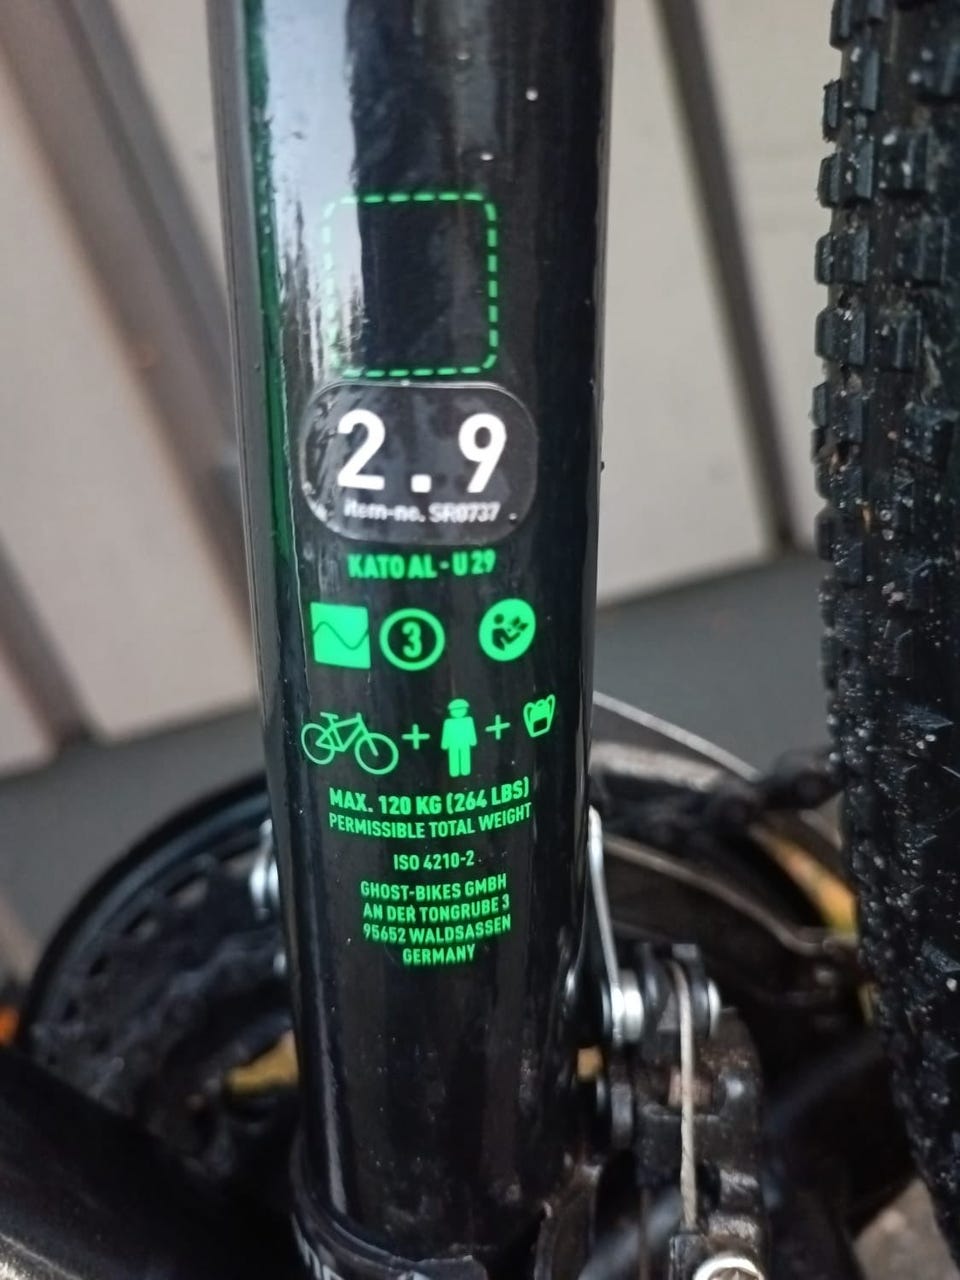 2.9
Item-no. SR0737
KATO AL - U 29
3
+ +
MAX. 120 KG (264 LBS)
PERMISSIBLE TOTAL WEIGHT
ISO 4210-2
GHOST-BIKES GMBH
AN DER TONGRUBE 3
95652 WALDSASSEN
GERMANY